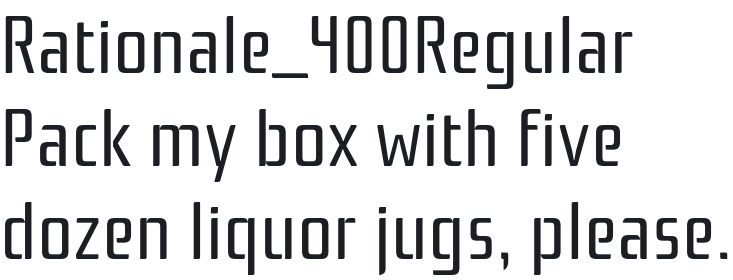 Rationale_400Regular
Pack my box with five
dozen liquor jugs, please.